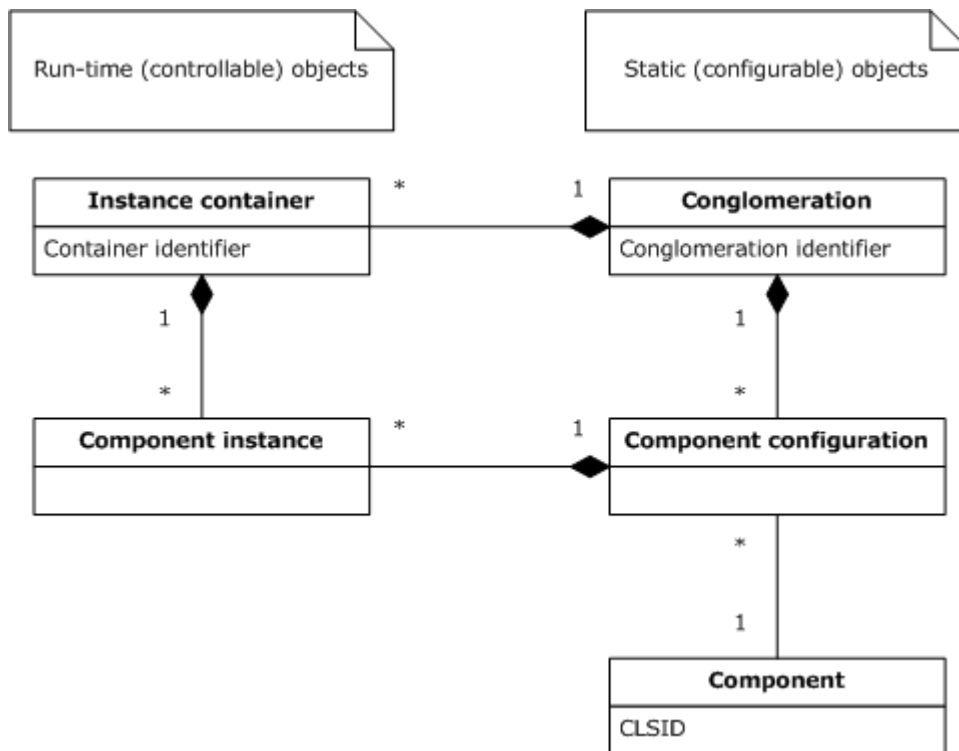 Run-time (controllable) objects
Static (configurable) objects
Instance container
*
1
Conglomeration
Container identifier
Conglomeration identifier
1
1
*
*
Component instance
*
1
Component configuration
*
1
Component
CLSID